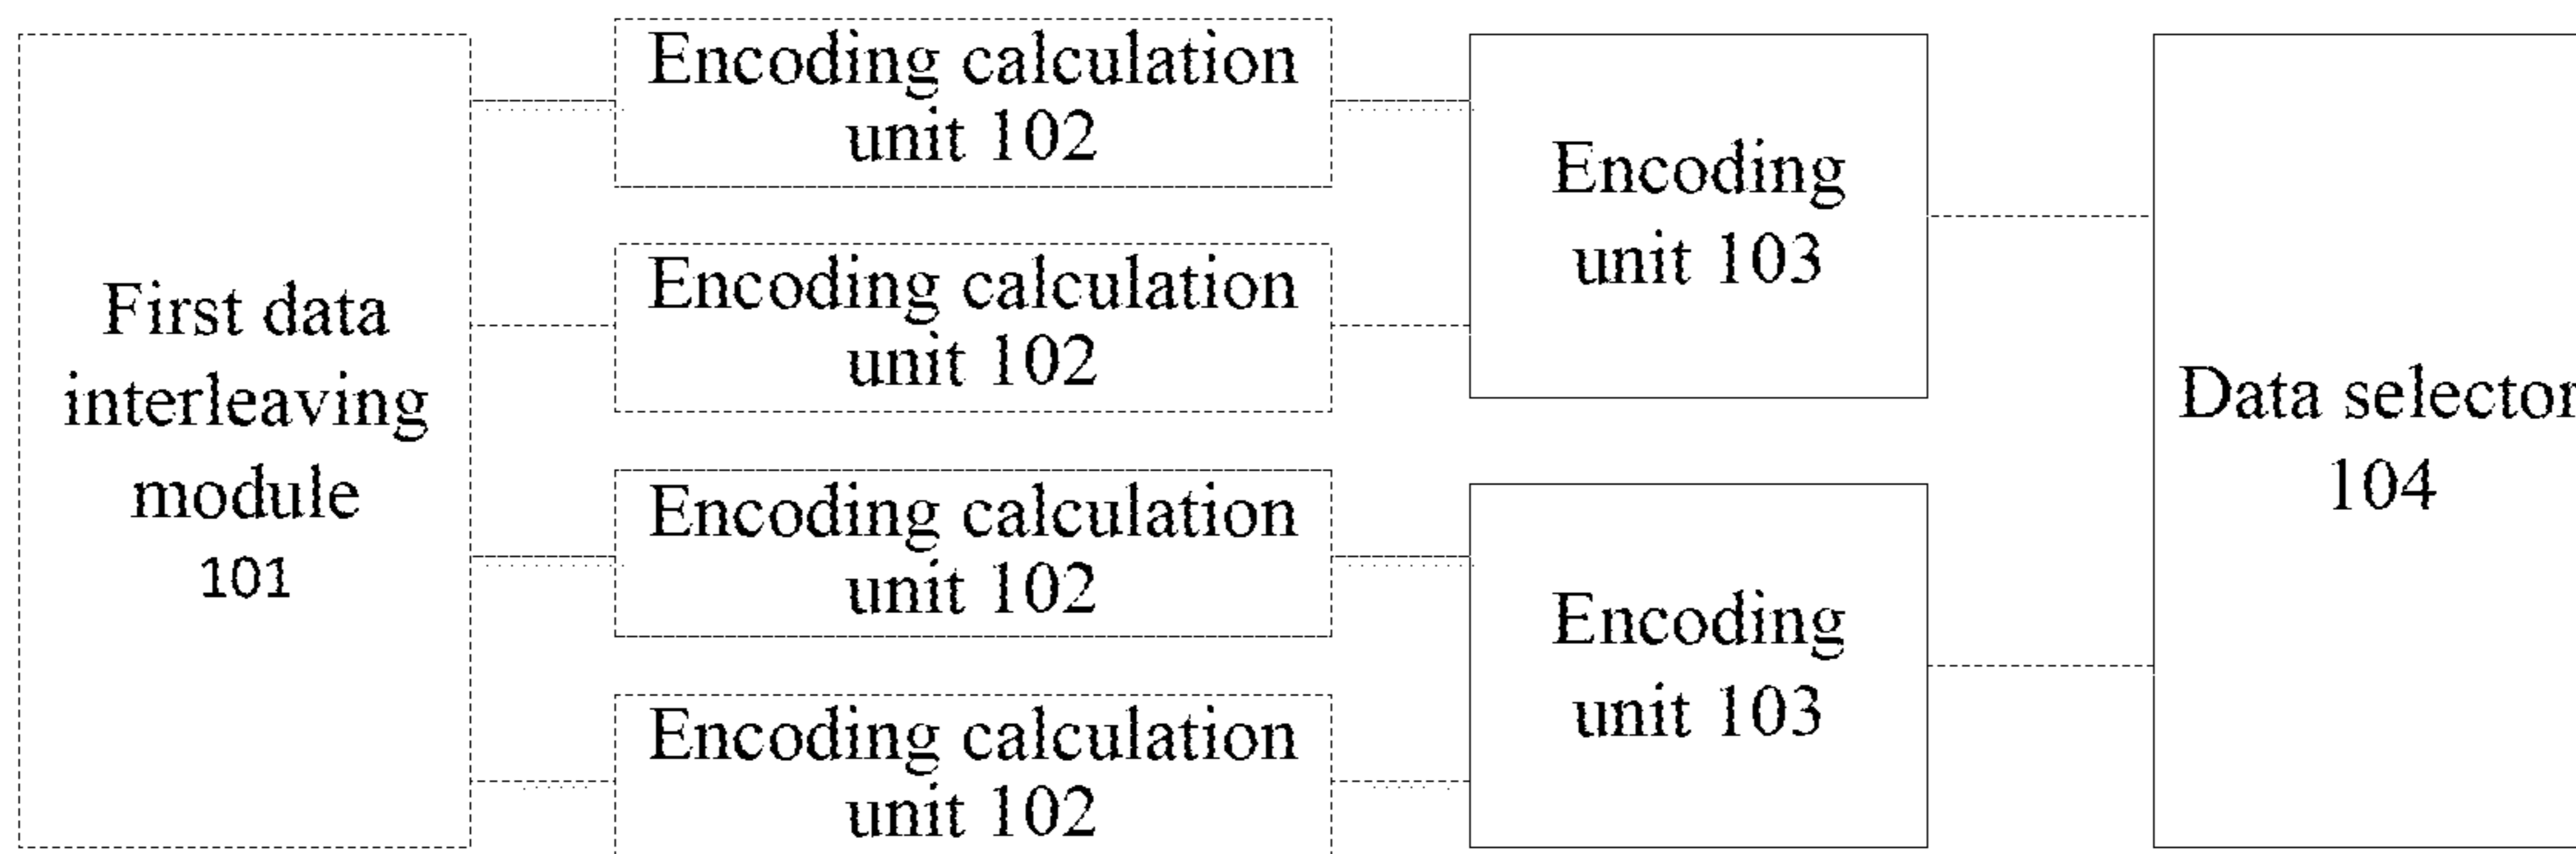 First data
interleaving
module
101
Encoding calculation
unit 102
Encoding calculation
unit 102
Encoding calculation
unit 102
Encoding calculation
unit 102
Encoding
unit 103
Encoding
unit 103
Data selector
104